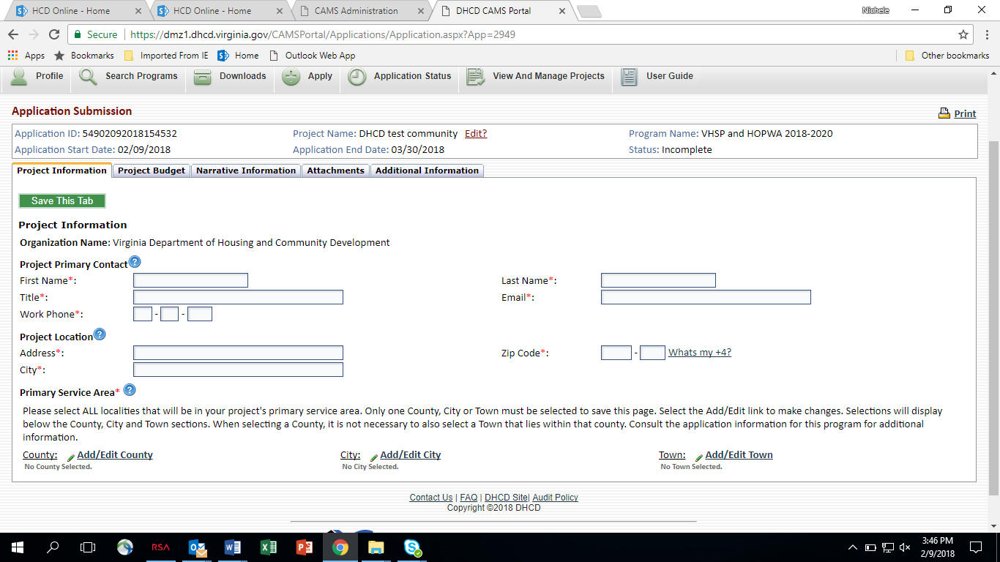 HCD Online - Home
HCD Online - Home
CAMS Administration
DHCD CAMS Portal
Nichele
Secure | https://dmz1.dhcd.virginia.gov/CAMSPortal/Applications/Application.aspx?App=2949
Apps Bookmarks Imported From IE Home Outlook Web App Other bookmarks
Profile Search Programs Downloads Apply Application Status View And Manage Projects User Guide
Application Submission
Print
Application ID: 54902092018154532 Project Name: DHCD test community Edit? Program Name: VHSP and HOPWA 2018-2020
Application Start Date: 02/09/2018 Application End Date: 03/30/2018 Status: Incomplete
Project Information Project Budget Narrative Information Attachments Additional Information
Save This Tab
Project Information
Organization Name: Virginia Department of Housing and Community Development
Project Primary Contact ?
First Name*: Last Name*:
Title*: Email*:
Work Phone*: - -
Project Location ?
Address*: Zip Code*: - Whats my +4?
City*:
Primary Service Area* ?
Please select ALL localities that will be in your project's primary service area. Only one County, City or Town must be selected to save this page. Select the Add/Edit link to make changes. Selections will display
below the County, City and Town sections. When selecting a County, it is not necessary to also select a Town that lies within that county. Consult the application information for this program for additional
information.
County: Add/Edit County City: Add/Edit City Town: Add/Edit Town
No County Selected. No City Selected. No Town Selected.
Contact Us | FAQ | DHCD Site| Audit Policy
Copyright ©2018 DHCD
RSA
3:46 PM
2/9/2018